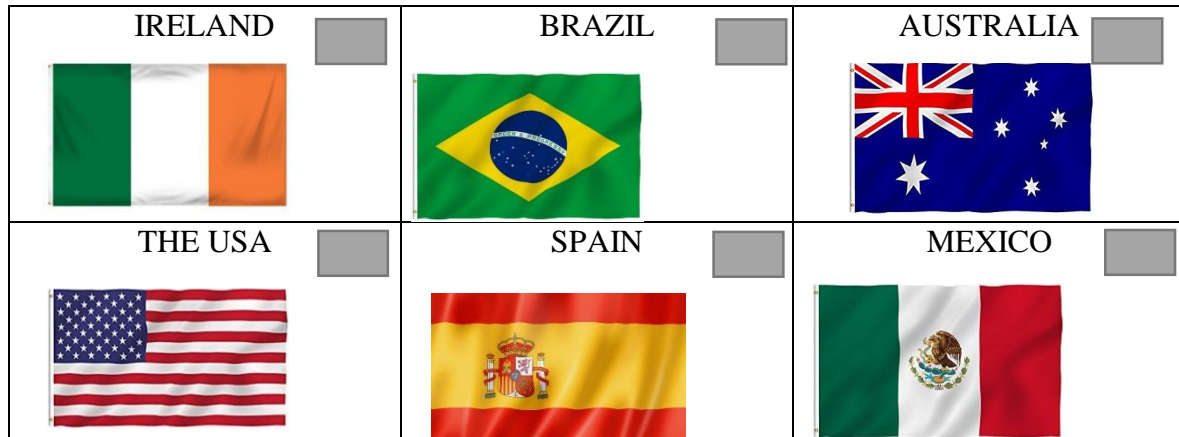 IRELAND
BRAZIL
AUSTRALIA
THE USA
SPAIN
MEXICO